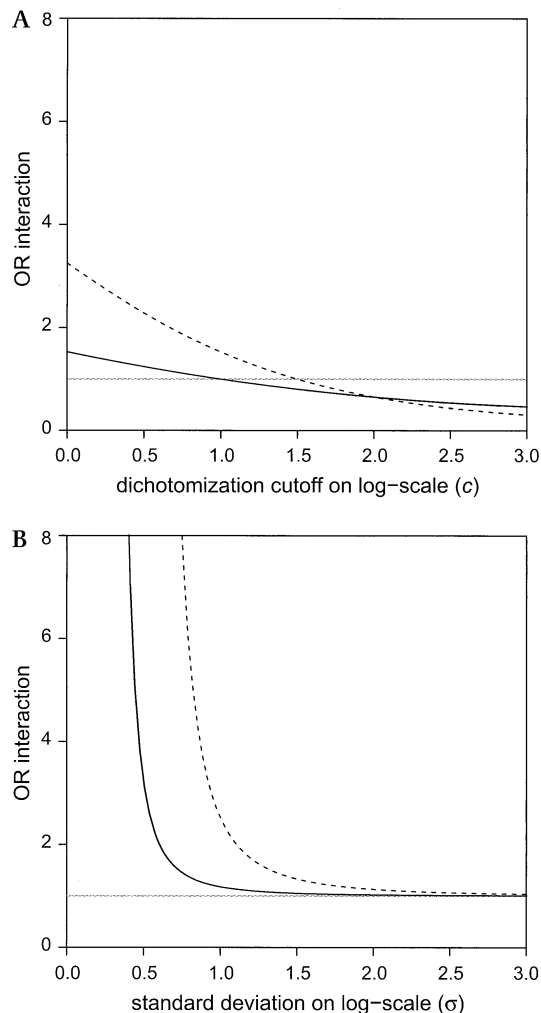 A
8
6
4
2
0
OR interaction
0.0 0.5 1.0 1.5 2.0 2.5 3.0
dichotomization cutoff on log−scale (c)
B
8
6
4
2
0
OR interaction
0.0 0.5 1.0 1.5 2.0 2.5 3.0
standard deviation on log−scale (σ)